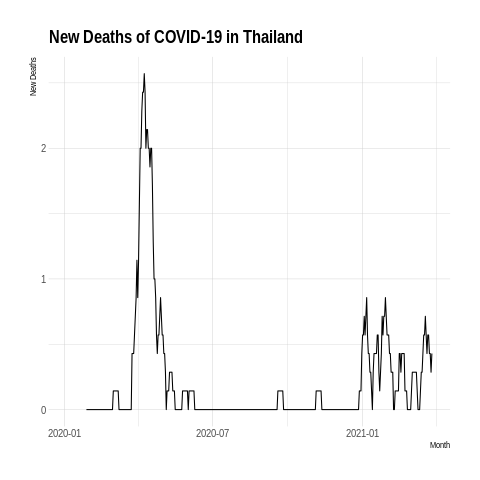 New Deaths of COVID-19 in Thailand
New Deaths
2
1
0
2020-01
2020-07
2021-01
Month